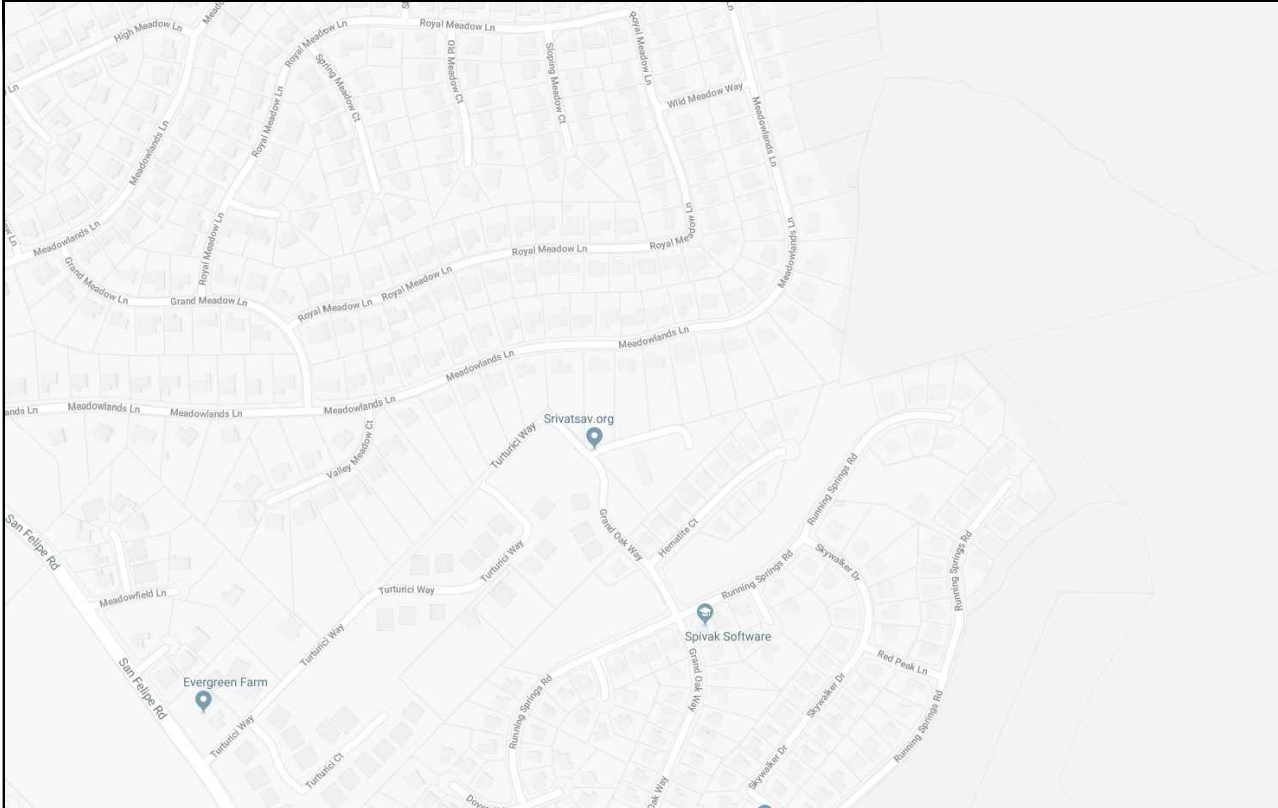 High Meadow Ln
Royal Meadow Ln
Royal Meadow Ln
Royal Meadow Ln
Old Meadow Ct
Sloping Meadow Ct
Spring Meadow Ct
Wild Meadow Way
Meadowlands Ln
Meadowlands Ln
Royal Meadow Ln
Meadowlands Ln
Royal Meadow Ln
Royal Meadow Ln
Royal Meadow Ln
Meadowlands Ln
Grand Meadow Ln
Grand Meadow Ln
Royal Meadow Ln
Royal Meadow Ln
Meadowlands Ln
Meadowlands Ln
Meadowlands Ln
Meadowlands Ln
Meadowlands Ln
Srivatsav.org
Valley Meadow Ct
Turturici Way
Running Springs Rd
San Felipe Rd
Grand Oak Way
Hematite Ct
Turturici Way
Skywalker Dr
Running Springs Rd
Running Springs Rd
Turturici Way
Meadowfield Ln
Spivak Software
Turturici Way
Red Peak Ln
San Felipe Rd
Evergreen Farm
Grand Oak Way
Skywalker Dr
Running Springs Rd
Running Springs Rd
Turturici Way
Turturici Ct
Skywalker Dr
Oak Way